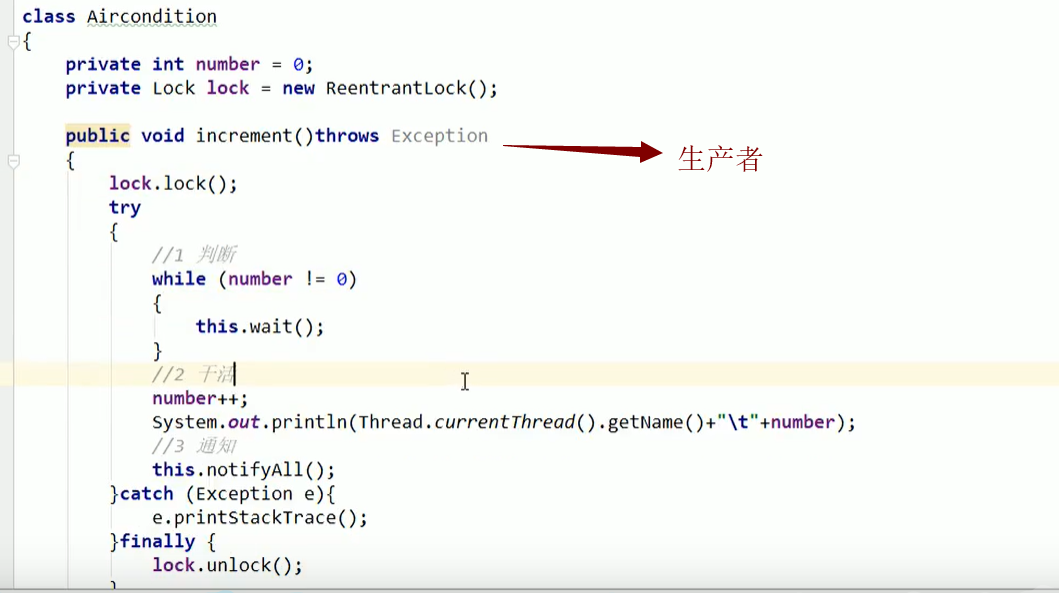 class Aircondition
{
private int number = 0;
private Lock lock = new ReentrantLock();
public void increment()throws Exception
生产者
{
lock.lock();
try
{
//1 判断
while (number != 0)
{
this.wait();
}
//2 干活
number++;
System.out.println(Thread.currentThread().getName()+"\t"+number);
//3 通知
this.notifyAll();
}catch (Exception e){
e.printStackTrace();
}finally {
lock.unlock();
}